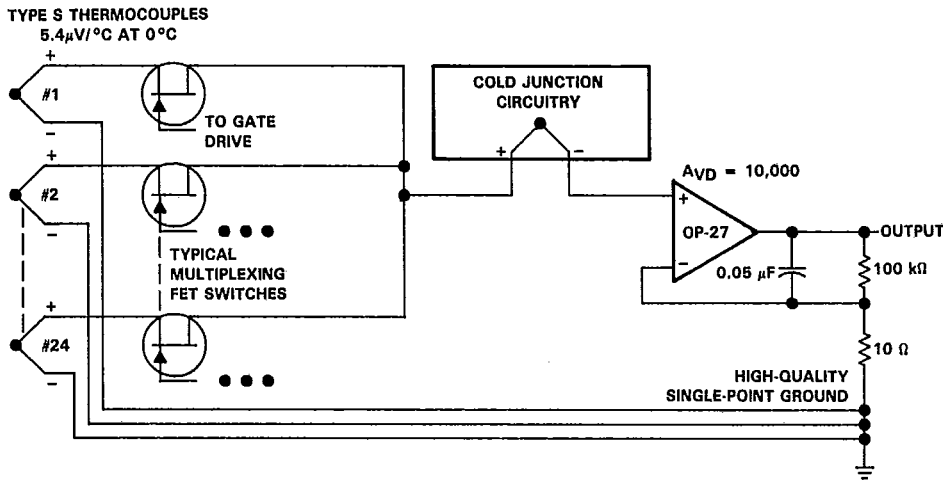 TYPE S THERMOCOUPLES
5.4μV/°C AT 0°C
+
#1
−
TO GATE
DRIVE
+
#2
−
TYPICAL
MULTIPLEXING
FET SWITCHES
+
#24
−
COLD JUNCTION
CIRCUITRY
+ −
AVD = 10,000
+
OP-27
−
OUTPUT
0.05 μF
100 kΩ
10 Ω
HIGH-QUALITY
SINGLE-POINT GROUND